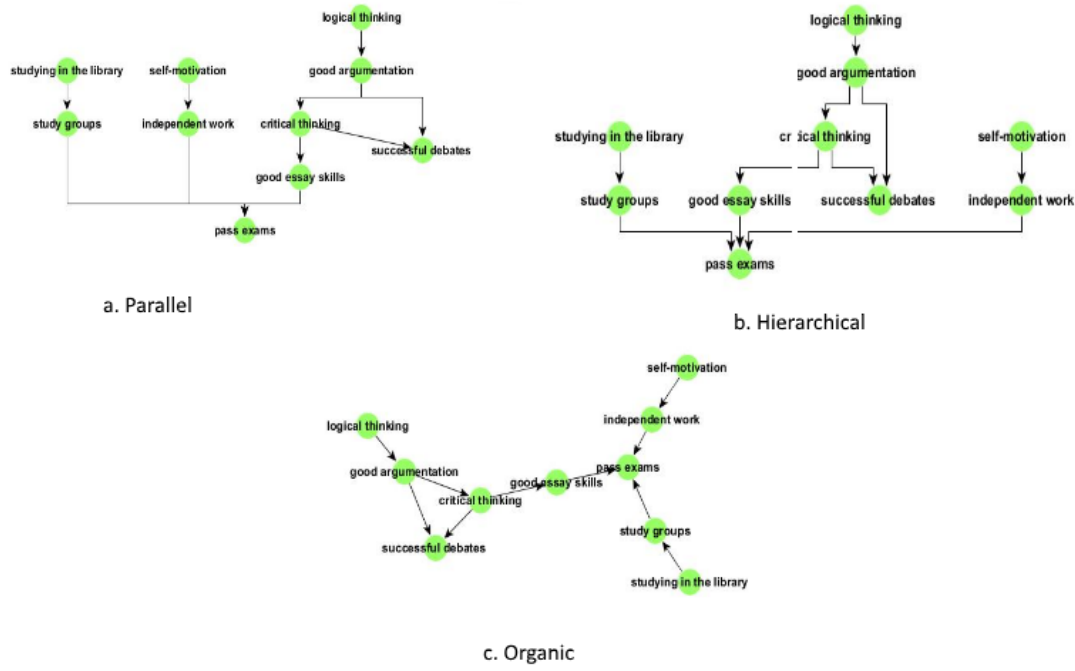 logical thinking
studying in the library
self-motivation
good argumentation
study groups
independent work
critical thinking
successful debates
good essay skills
pass exams
a. Parallel
logical thinking
good argumentation
studying in the library
critical thinking
self-motivation
study groups
good essay skills
successful debates
independent work
pass exams
b. Hierarchical
self-motivation
logical thinking
independent work
good argumentation
pass exams
good essay skills
critical thinking
study groups
successful debates
studying in the library
c. Organic